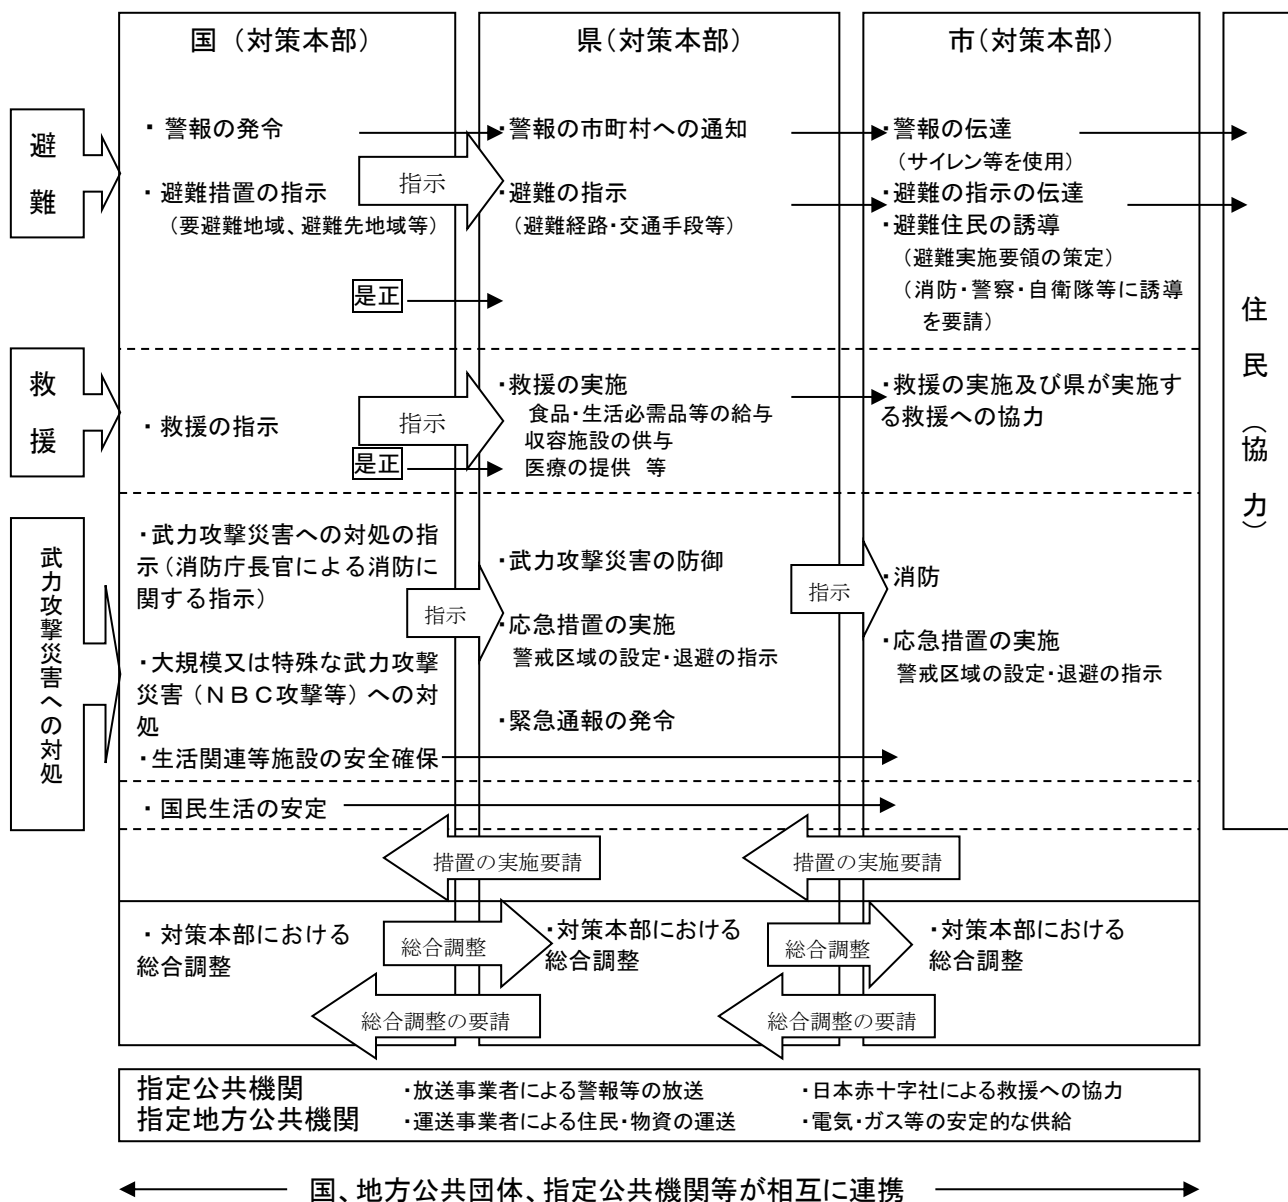 国（対策本部）
県（対策本部）
市（対策本部）
避難
・警報の発令
・避難措置の指示
（要避難地域、避難先地域等）
指示
是正
・警報の市町村への通知
・避難の指示
（避難経路・交通手段等）
・警報の伝達
（サイレン等を使用）
・避難の指示の伝達
・避難住民の誘導
（避難実施要領の策定）
（消防・警察・自衛隊等に誘導
を要請）
住民（協力）
救援
・救援の指示
指示
是正
・救援の実施
食品・生活必需品等の給与
収容施設の供与
医療の提供　等
・救援の実施及び県が実施す
る救援への協力
武力攻撃災害への対処
・武力攻撃災害への対処の指
示（消防庁長官による消防に
関する指示）
・大規模又は特殊な武力攻撃
災害（ＮＢＣ攻撃等）への対
処
・生活関連等施設の安全確保
指示
・武力攻撃災害の防御
・応急措置の実施
警戒区域の設定・退避の指示
・緊急通報の発令
指示
・消防
・応急措置の実施
警戒区域の設定・退避の指示
・国民生活の安定
措置の実施要請
措置の実施要請
・対策本部における
総合調整
総合調整
・対策本部における
総合調整
総合調整
・対策本部における
総合調整
総合調整の要請
総合調整の要請
指定公共機関
指定地方公共機関
・放送事業者による警報等の放送
・運送事業者による住民・物資の運送
・日本赤十字社による救援への協力
・電気・ガス等の安定的な供給
国、地方公共団体、指定公共機関等が相互に連携